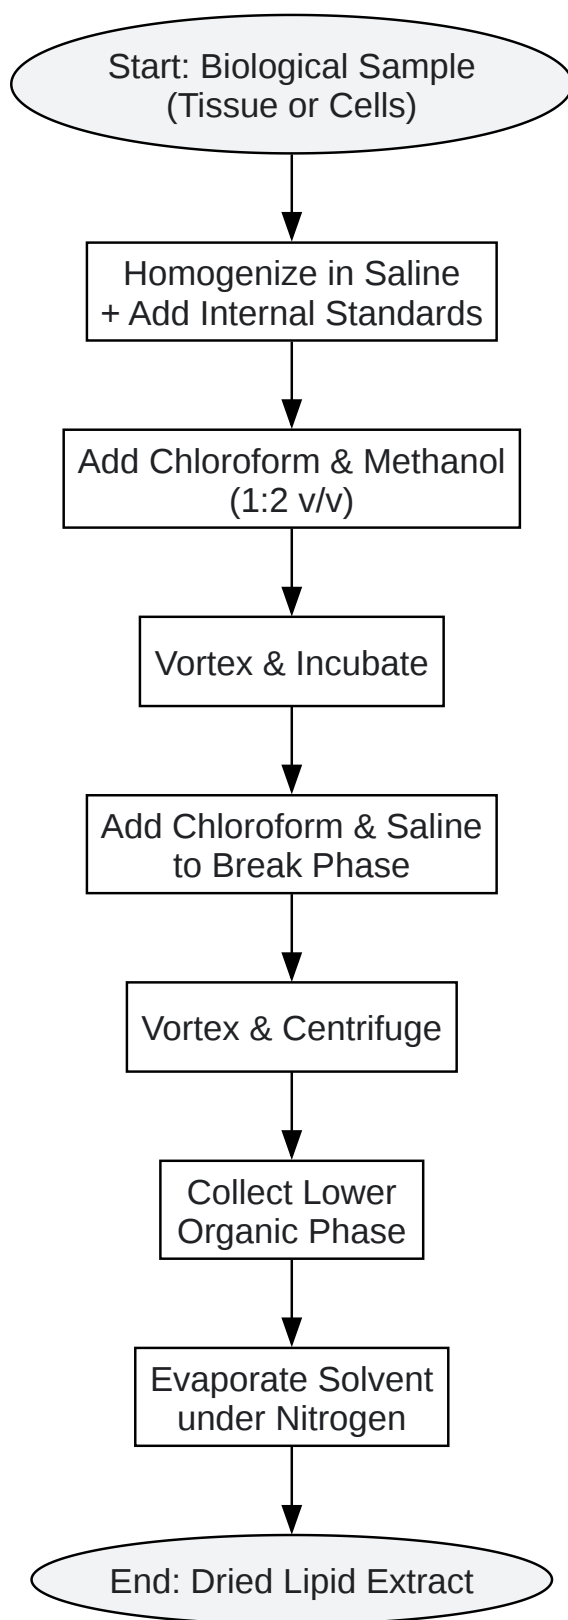 Start: Biological Sample
(Tissue or Cells)
Homogenize in Saline
+ Add Internal Standards
Add Chloroform & Methanol
(1:2 v/v)
Vortex & Incubate
Add Chloroform & Saline
to Break Phase
Vortex & Centrifuge
Collect Lower
Organic Phase
Evaporate Solvent
under Nitrogen
End: Dried Lipid Extract